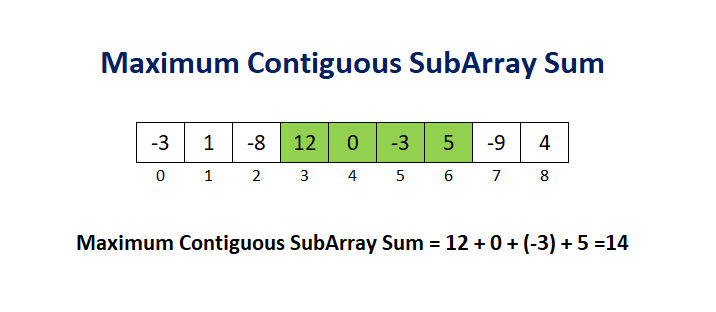 Maximum Contiguous SubArray Sum
-3 1 -8 12 0 -3 5 -9 4
0 1 2 3 4 5 6 7 8
Maximum Contiguous SubArray Sum = 12 + 0 + (-3) + 5 =14